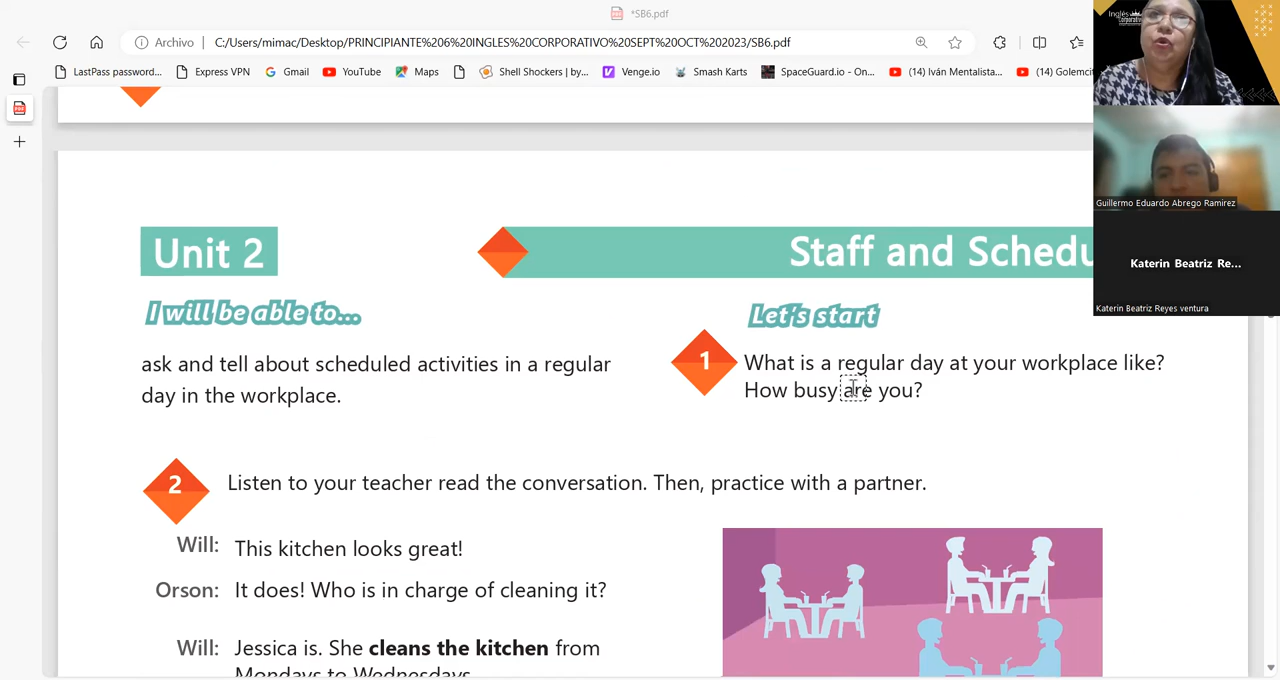 *SB6.pdf
Archivo C:/Users/mimac/Desktop/PRINCIPIANTE%206%20INGLES%20CORPORATIVO%20SEPT%20OCT%202023/SB6.pdf
LastPass password... Express VPN Gmail YouTube Maps Shell Shockers | by... Venge.io Smash Karts SpaceGuard.io - On... (14) Iván Mentalista... (14) Golemci
Inglés
Corporativo
Guillermo Eduardo Abrego Ramirez
Katerin Beatriz Re...
Katerin Beatriz Reyes ventura
Unit 2
Staff and Schedu
I will be able to...
ask and tell about scheduled activities in a regular
day in the workplace.
Let's start
1
What is a regular day at your workplace like?
How busy are you?
2
Listen to your teacher read the conversation. Then, practice with a partner.
Will: This kitchen looks great!
Orson: It does! Who is in charge of cleaning it?
Will: Jessica is. She cleans the kitchen from
Mondays to Wednesdays